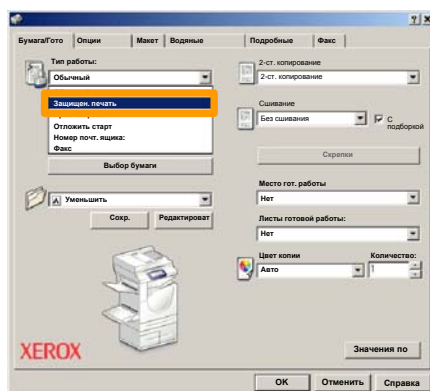 Бумага/Гото Опции Макет Водяные Подробные Факс
Тип работы:
Обычный
Защищен. печать
Отложить старт
Номер почт. ящика:
Факс
Выбор бумаги
Уменьшить
Сохр. Редактироват
XEROX
2-ст. копирование
2-ст. копирование
Сшивание
Без сшивания
С подборкой
Скрепки
Место гот. работы
Нет
Листы готовой работы:
Нет
Цвет копии Количество:
Авто 1
Значения по
OK Отменить Справка